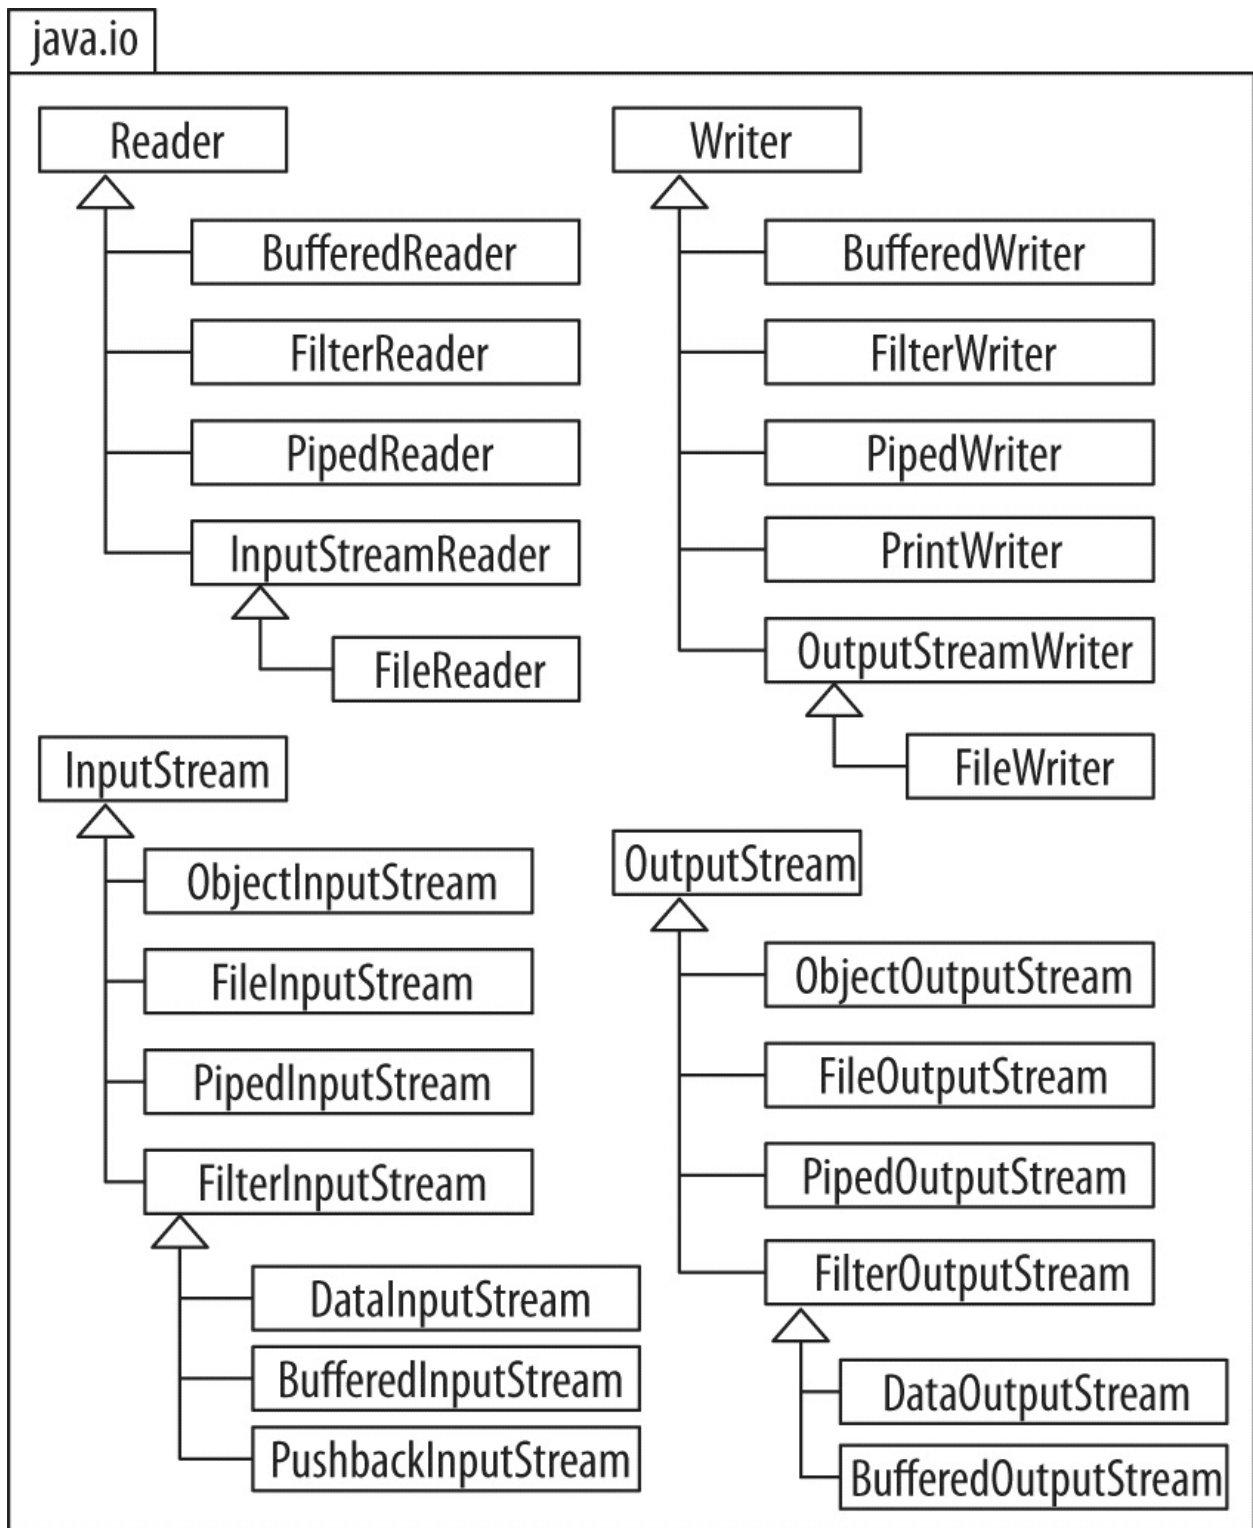 java.io
Reader
BufferedReader
FilterReader
PipedReader
InputStreamReader
FileReader
Writer
BufferedWriter
FilterWriter
PipedWriter
PrintWriter
OutputStreamWriter
FileWriter
InputStream
ObjectInputStream
FileInputStream
PipedInputStream
FilterInputStream
DataInputStream
BufferedInputStream
PushbackInputStream
OutputStream
ObjectOutputStream
FileOutputStream
PipedOutputStream
FilterOutputStream
DataOutputStream
BufferedOutputStream